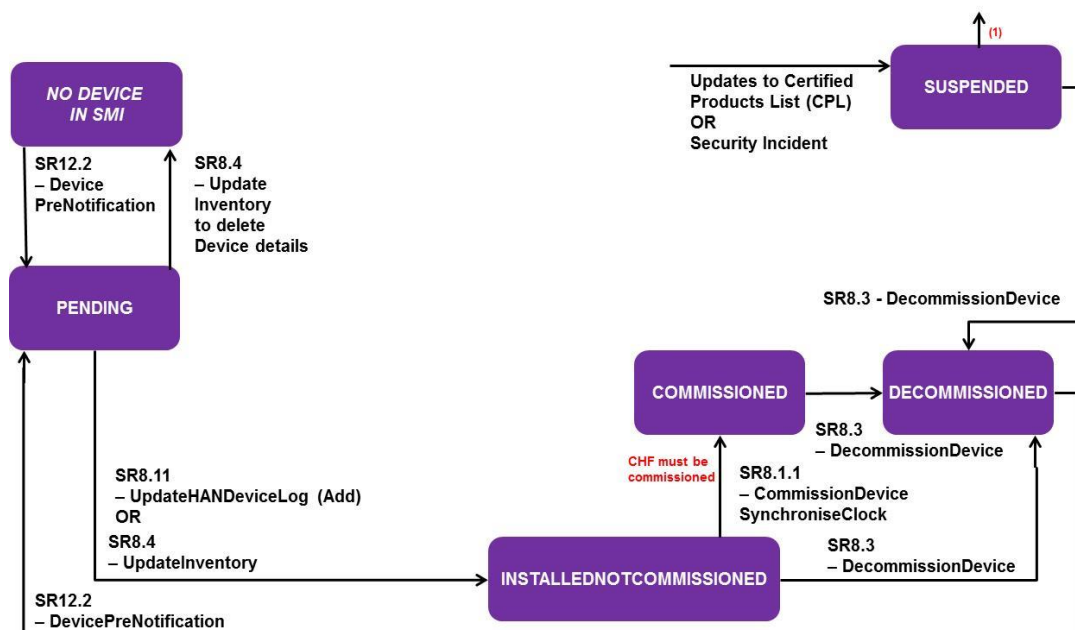 NO DEVICE
IN SMI
SR12.2
– Device
PreNotification
SR8.4
– Update
Inventory
to delete
Device details
PENDING
(1)
Updates to Certified
Products List (CPL)
OR
Security Incident
SUSPENDED
SR8.3 - DecommissionDevice
COMMISSIONED
DECOMMISSIONED
SR8.3
– DecommissionDevice
CHF must be
commissioned
SR8.1.1
– CommissionDevice
SynchroniseClock
SR8.11
– UpdateHANDeviceLog (Add)
OR
SR8.4
– UpdateInventory
INSTALLEDNOTCOMMISSIONED
SR8.3
– DecommissionDevice
SR12.2
– DevicePreNotification